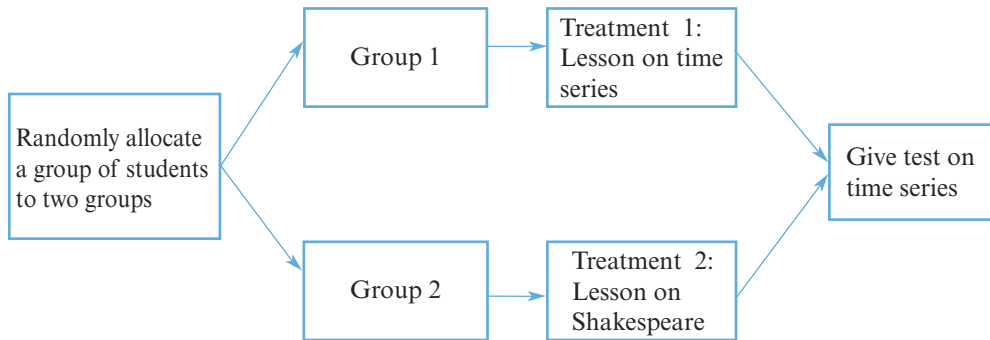 Randomly allocate
a group of students
to two groups
Group 1
Treatment 1:
Lesson on time
series
Group 2
Treatment 2:
Lesson on
Shakespeare
Give test on
time series